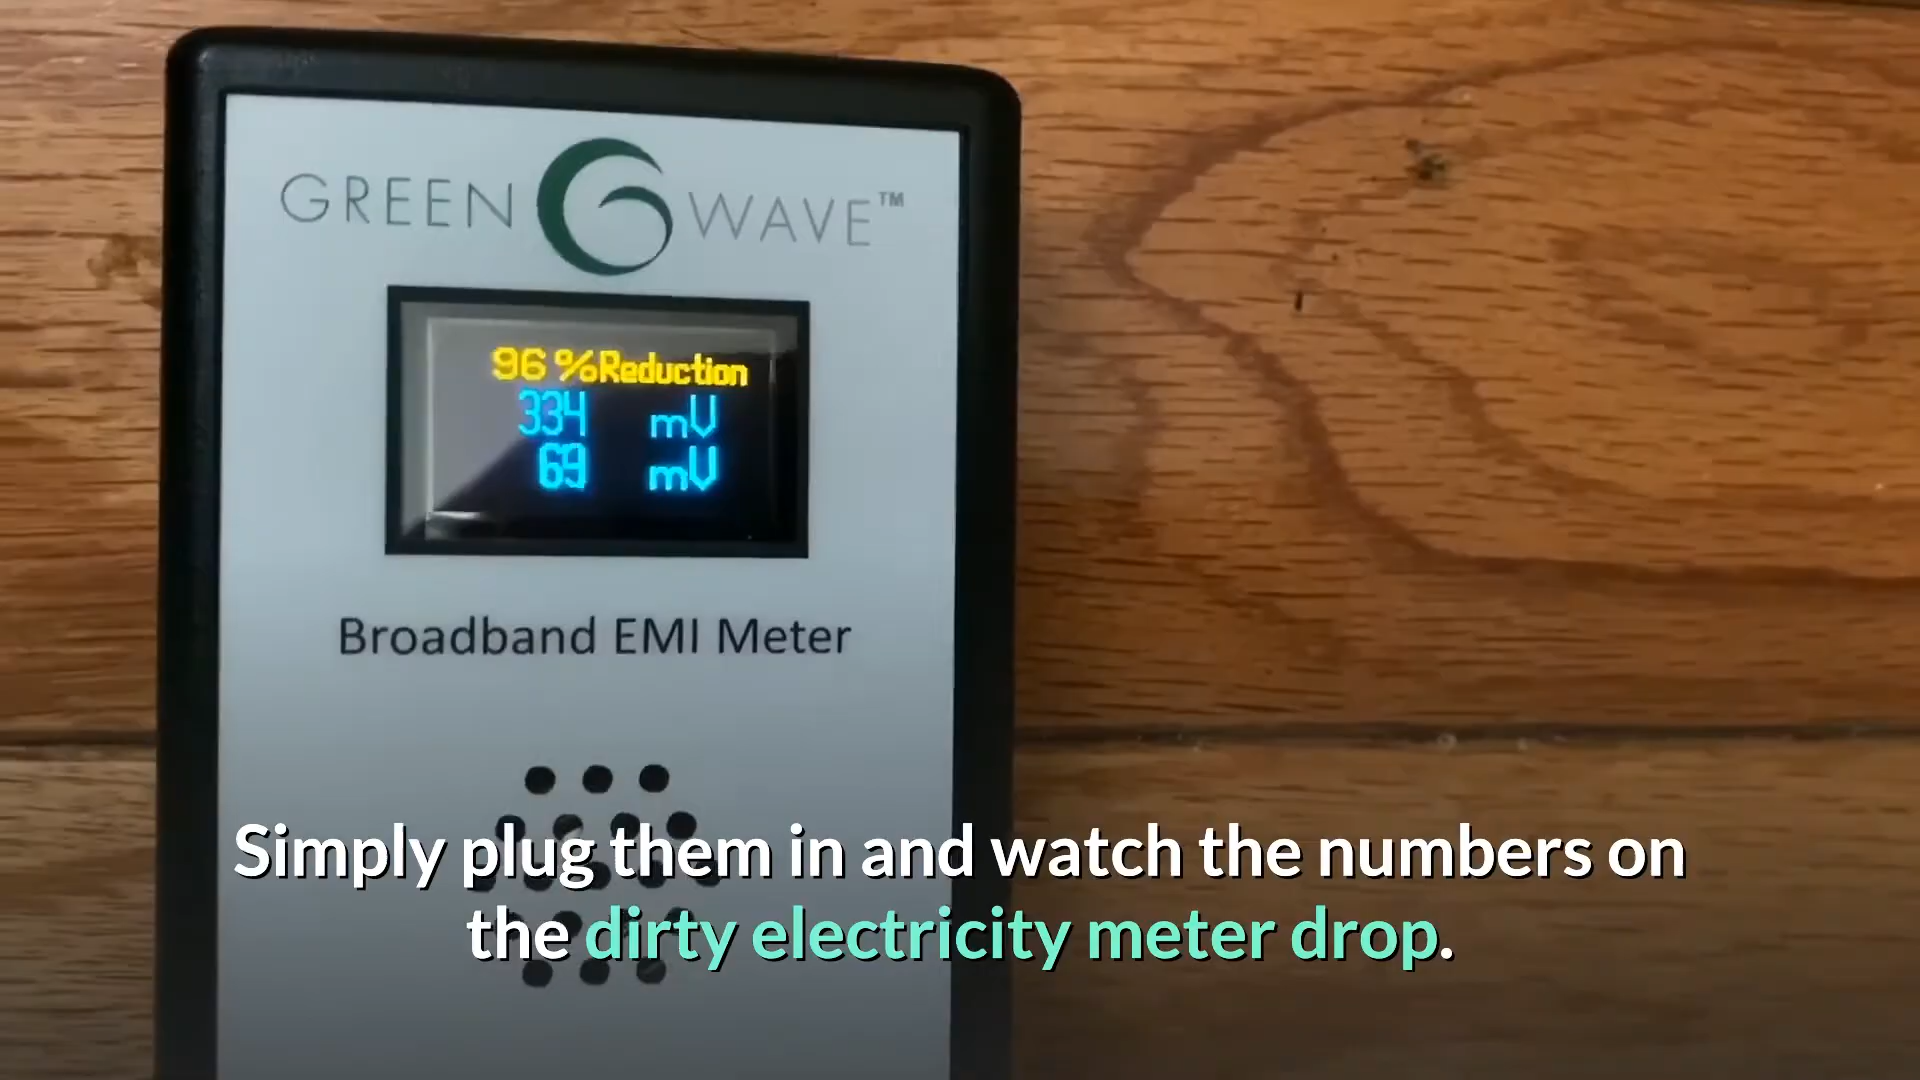 GREEN WAVE™
96 %Reduction
334 mV
69 mV
Broadband EMI Meter
Simply plug them in and watch the numbers on
the dirty electricity meter drop.